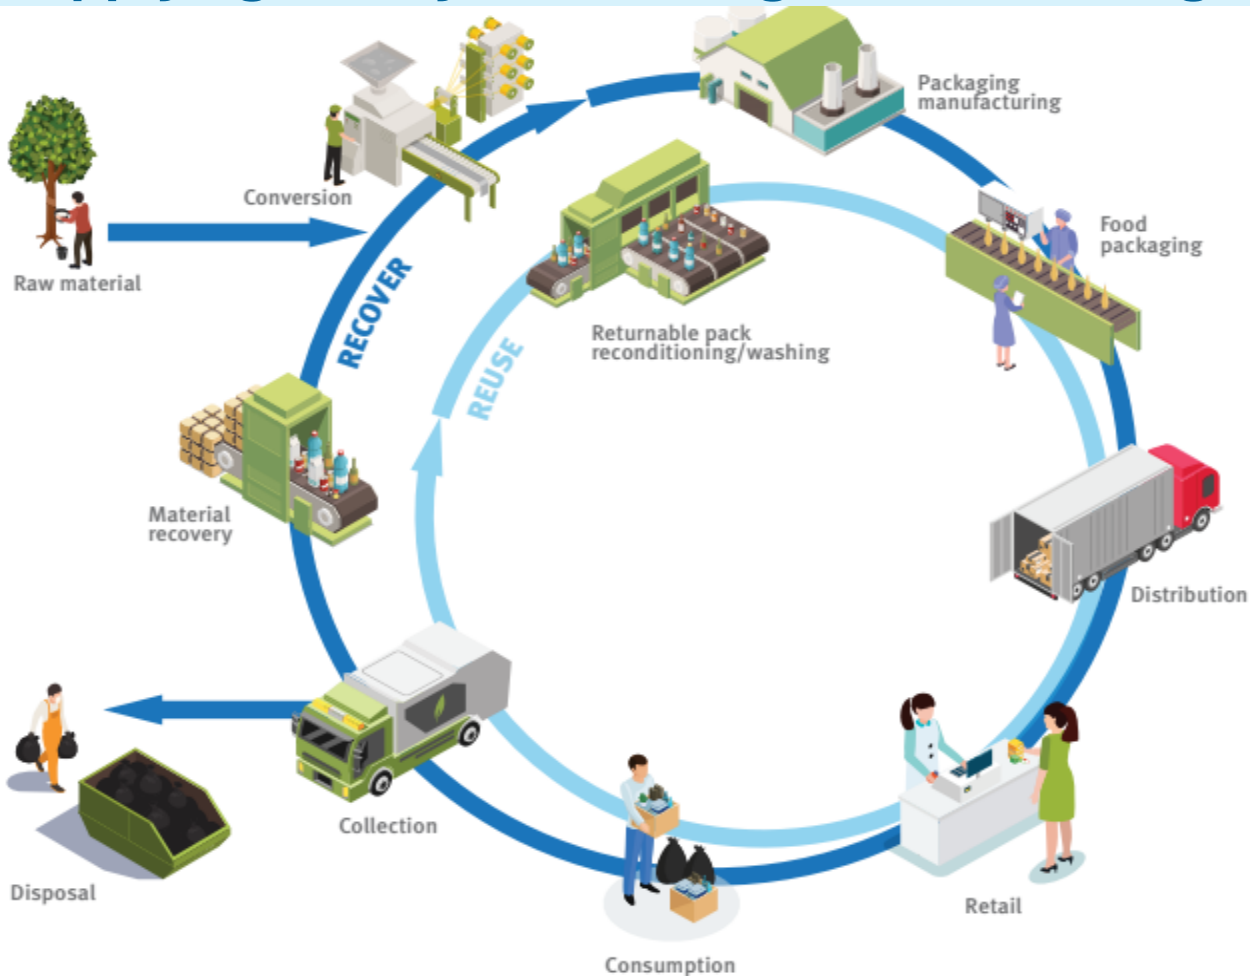 Packaging
manufacturing
Conversion
Food
packaging
Raw material
RECOVER
REUSE
Returnable pack
reconditioning/washing
Material
recovery
Distribution
Collection
Disposal
Retail
Consumption